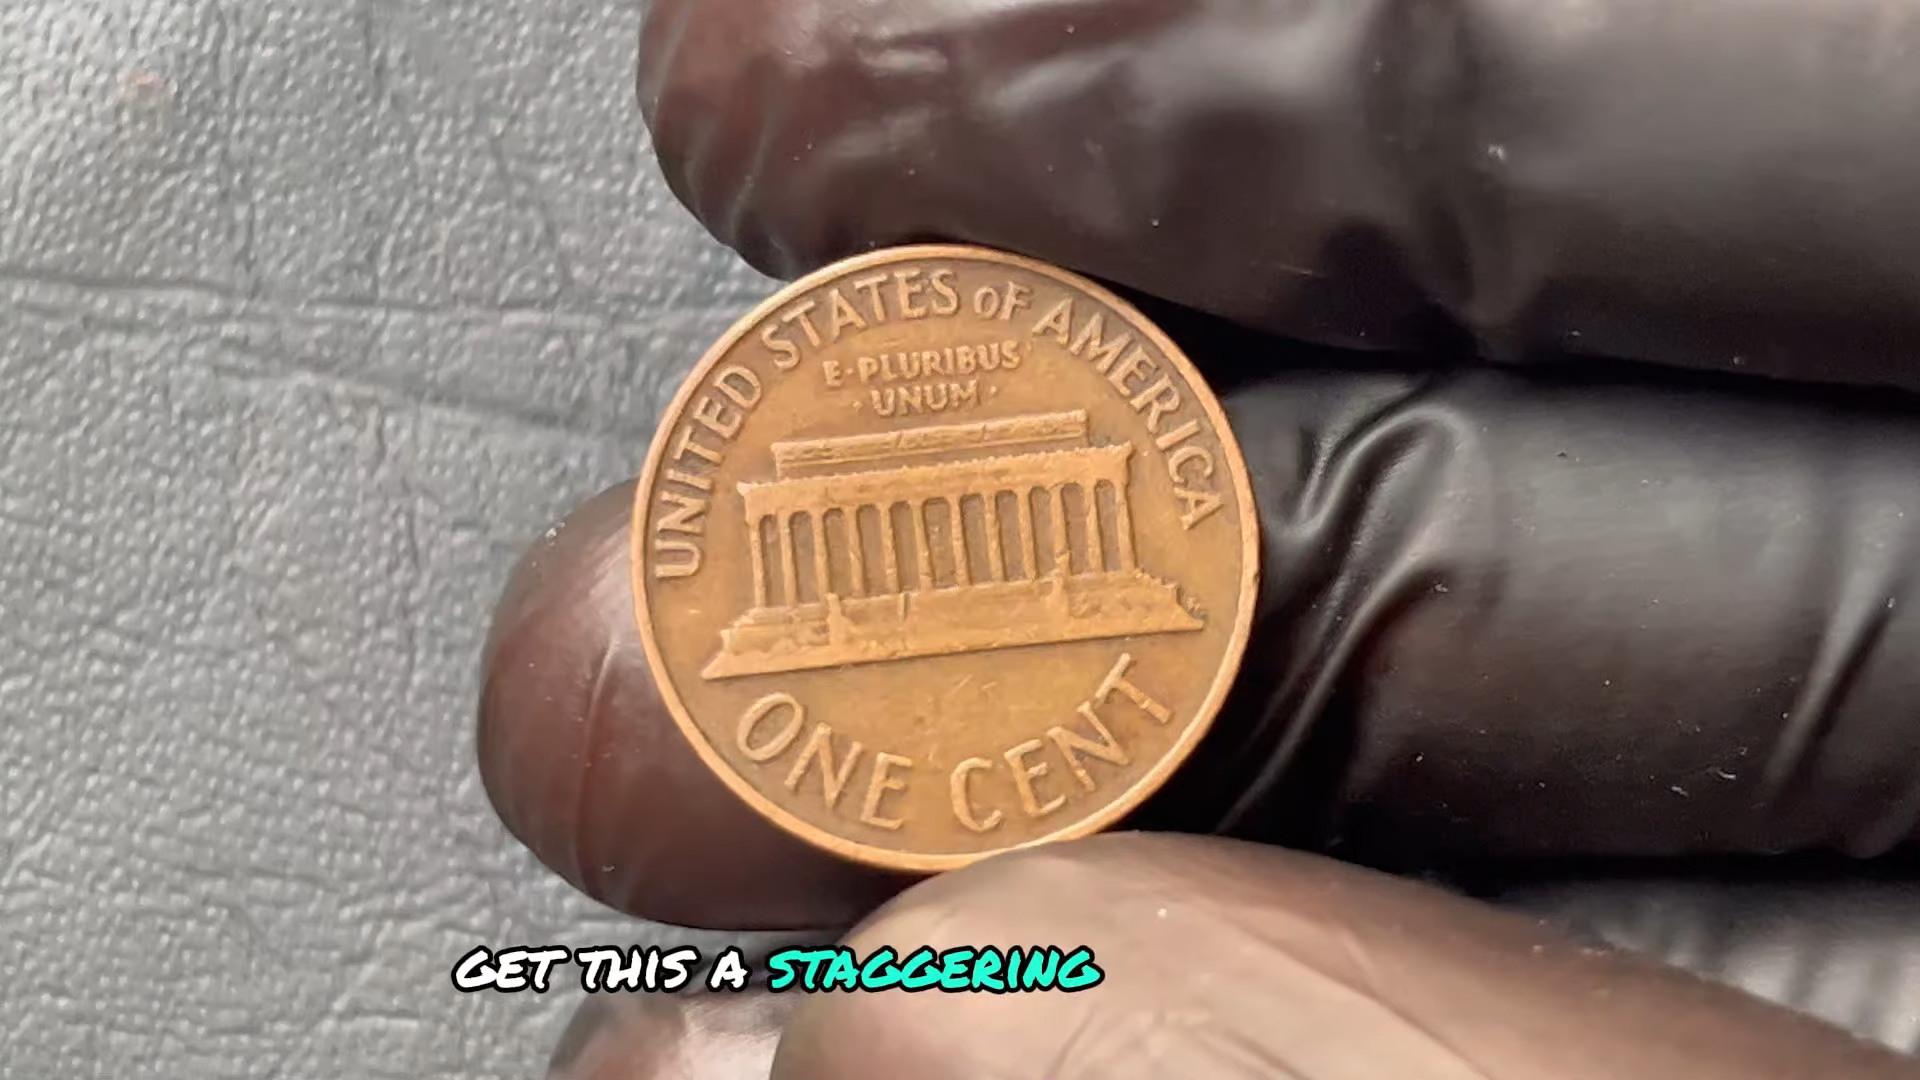 UNITED STATES OF AMERICA
E·PLURIBUS
·UNUM·
ONE CENT
GET THIS A STAGGERING